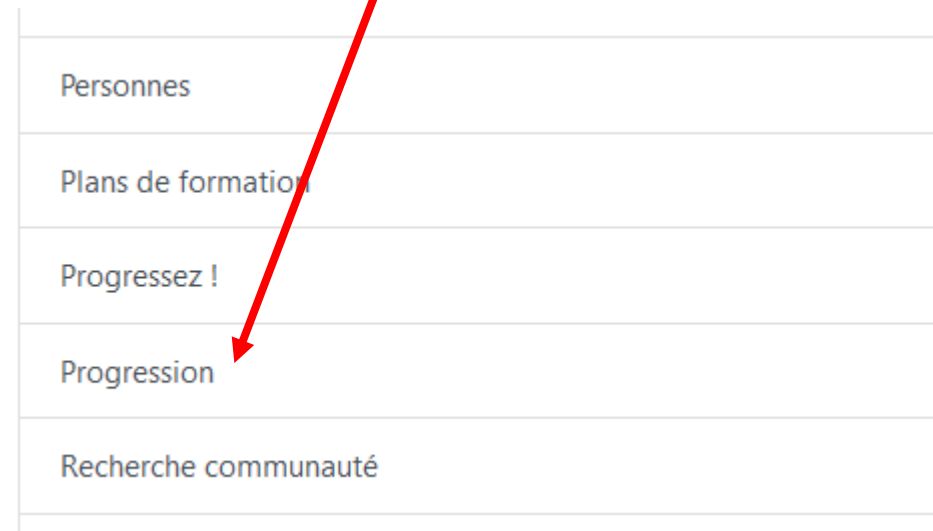 Personnes
Plans de formation
Progressez !
Progression
Recherche communauté